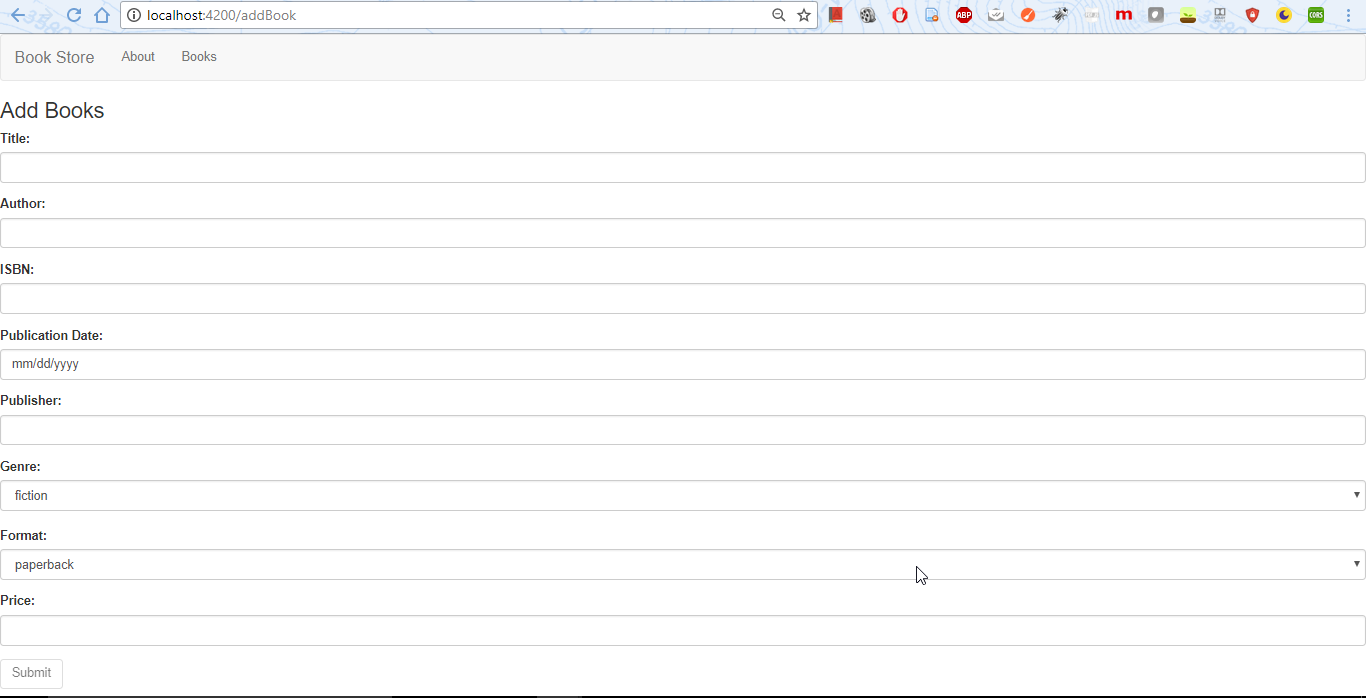 localhost:4200/addBook
ABP
m
CORS
Book Store About Books
Add Books
Title:
Author:
ISBN:
Publication Date:
mm/dd/yyyy
Publisher:
Genre:
fiction
Format:
paperback
Price:
Submit